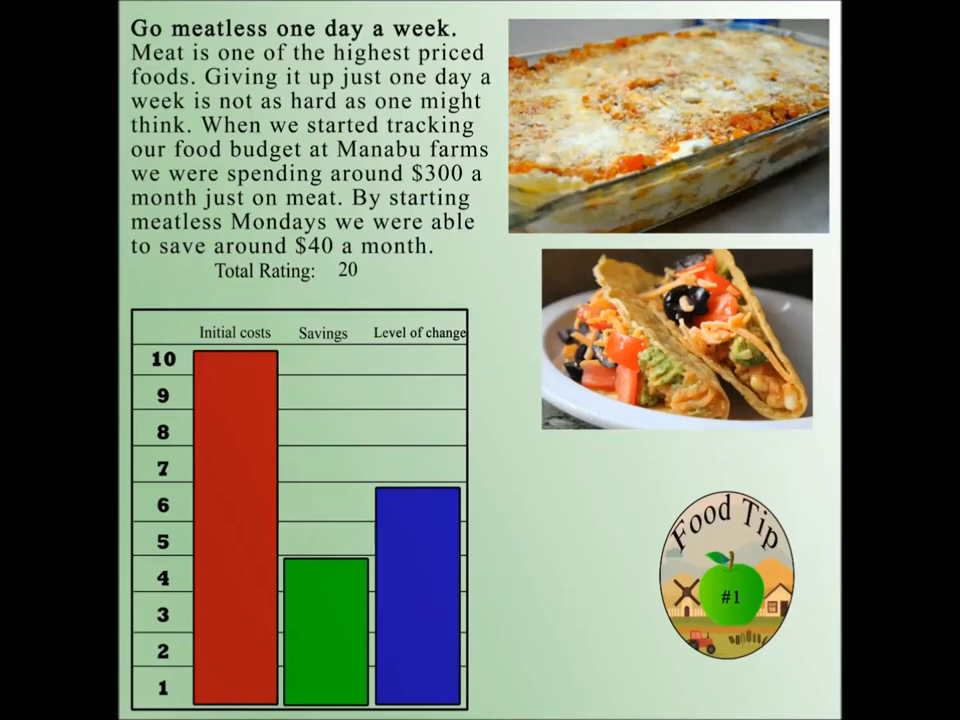 Go meatless one day a week.
Meat is one of the highest priced
foods. Giving it up just one day a
week is not as hard as one might
think. When we started tracking
our food budget at Manabu farms
we were spending around $300 a
month just on meat. By starting
meatless Mondays we were able
to save around $40 a month.
Total Rating: 20
Initial costs Savings Level of change
10
9
8
7
6
5
4
3
2
1
Food Tip
#1